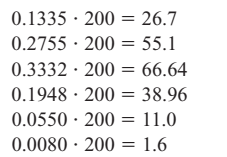 0.1335 · 200 = 26.7
0.2755 · 200 = 55.1
0.3332 · 200 = 66.64
0.1948 · 200 = 38.96
0.0550 · 200 = 11.0
0.0080 · 200 = 1.6